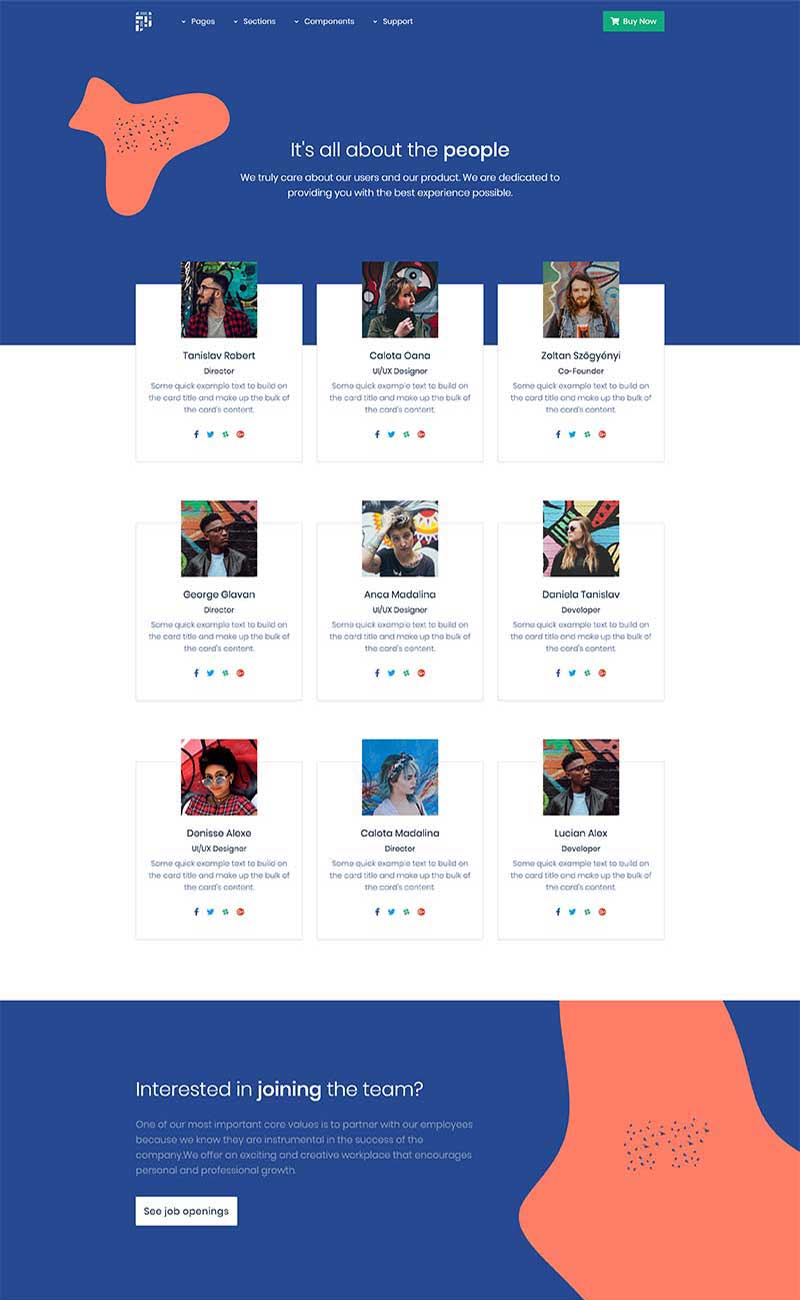 Pages Sections Components Support Buy Now
It's all about the people
We truly care about our users and our product. We are dedicated to
providing you with the best experience possible.
Tanislav Robert
Director
Some quick example text to build on
the card title and make up the bulk of
the card's content.
Calota Oana
UI/UX Designer
Some quick example text to build on
the card title and make up the bulk of
the card's content.
Zoltan Szőgyényi
Co-Founder
Some quick example text to build on
the card title and make up the bulk of
the card's content.
George Glavan
Director
Some quick example text to build on
the card title and make up the bulk of
the card's content.
Anca Madalina
UI/UX Designer
Some quick example text to build on
the card title and make up the bulk of
the card's content.
Daniela Tanislav
Developer
Some quick example text to build on
the card title and make up the bulk of
the card's content.
Denisse Alexe
UI/UX Designer
Some quick example text to build on
the card title and make up the bulk of
the card's content.
Calota Madalina
Director
Some quick example text to build on
the card title and make up the bulk of
the card's content.
Lucian Alex
Developer
Some quick example text to build on
the card title and make up the bulk of
the card's content.
Interested in joining the team?
One of our most important core values is to partner with our employees
because we know they are instrumental in the success of the
company.We offer an exciting and creative workplace that encourages
personal and professional growth.
See job openings